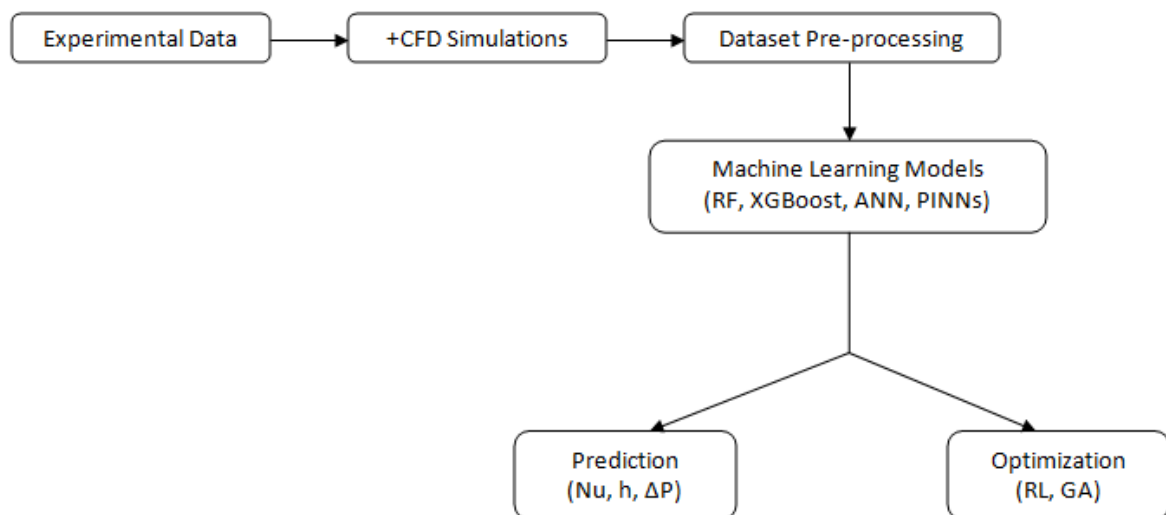 Experimental Data
+CFD Simulations
Dataset Pre-processing
Machine Learning Models
(RF, XGBoost, ANN, PINNs)
Prediction
(Nu, h, ΔP)
Optimization
(RL, GA)